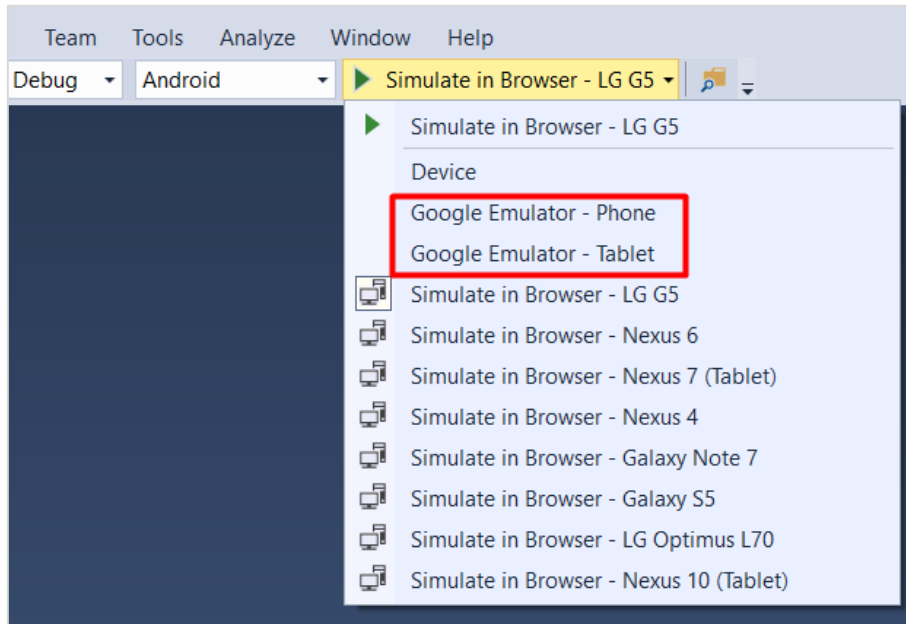 Team Tools Analyze Window Help
Debug Android Simulate in Browser - LG G5
Simulate in Browser - LG G5
Device
Google Emulator - Phone
Google Emulator - Tablet
Simulate in Browser - LG G5
Simulate in Browser - Nexus 6
Simulate in Browser - Nexus 7 (Tablet)
Simulate in Browser - Nexus 4
Simulate in Browser - Galaxy Note 7
Simulate in Browser - Galaxy S5
Simulate in Browser - LG Optimus L70
Simulate in Browser - Nexus 10 (Tablet)